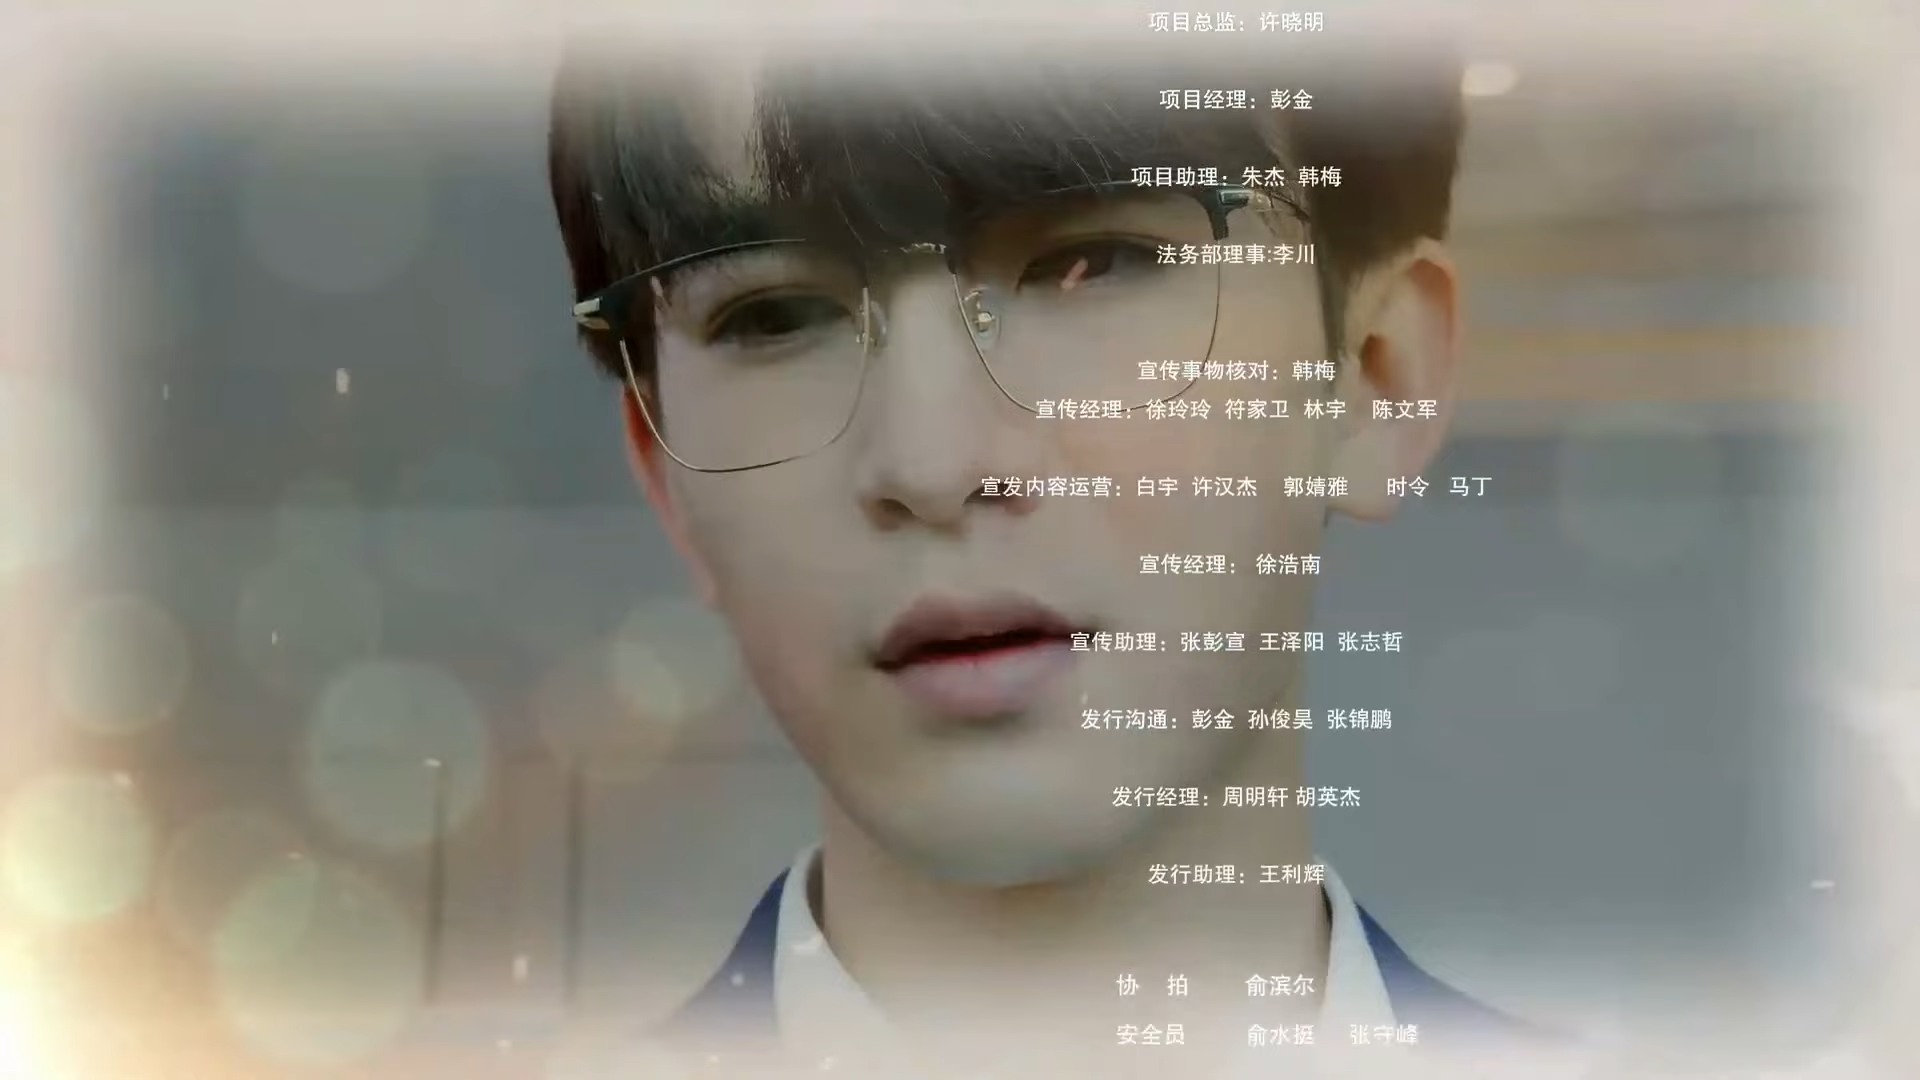 项目总监：许晓明
项目经理：彭金
项目助理：朱杰 韩梅
法务部理事:李川
宣传事物核对：韩梅
宣传经理：徐玲玲 符家卫 林宇 陈文军
宣发内容运营：白宇 许汉杰 郭婧雅 时令 马丁
宣传经理： 徐浩南
宣传助理：张彭宣 王泽阳 张志哲
发行沟通：彭金 孙俊昊 张锦鹏
发行经理：周明轩 胡英杰
发行助理：王利辉
协 拍 俞滨尔
安全员 俞水挺 张守峰